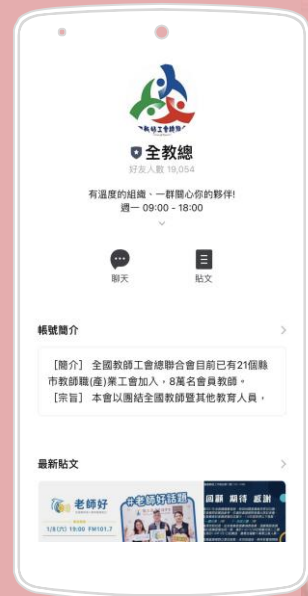 全教總
好友人數 19,054
有溫度的組織、一群關心你的夥伴!
週一 09:00 - 18:00
聊天
貼文
帳號簡介
[簡介] 全國教師工會總聯合會目前已有21個縣
市教師職(產)業工會加入，8萬名會員教師。
[宗旨] 本會以團結全國教師暨其他教育人員，
最新貼文
老師好
1/8(六) 19:00 FM101.7
#老師好話題
回顧 期待 感謝